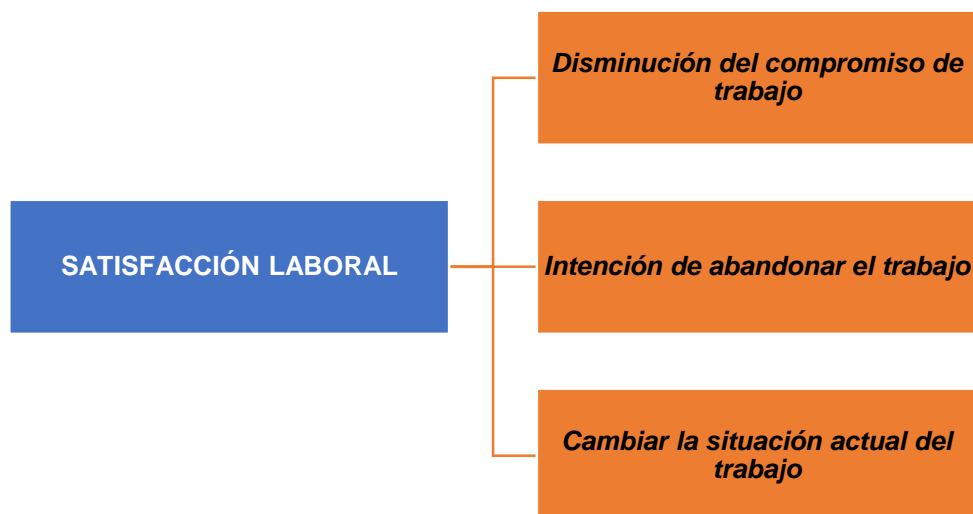 Disminución del compromiso de
trabajo
SATISFACCIÓN LABORAL
Intención de abandonar el trabajo
Cambiar la situación actual del
trabajo